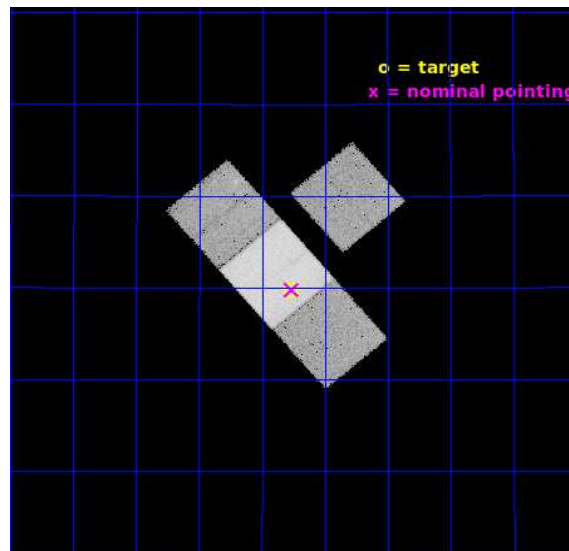 o = target
x = nominal pointing